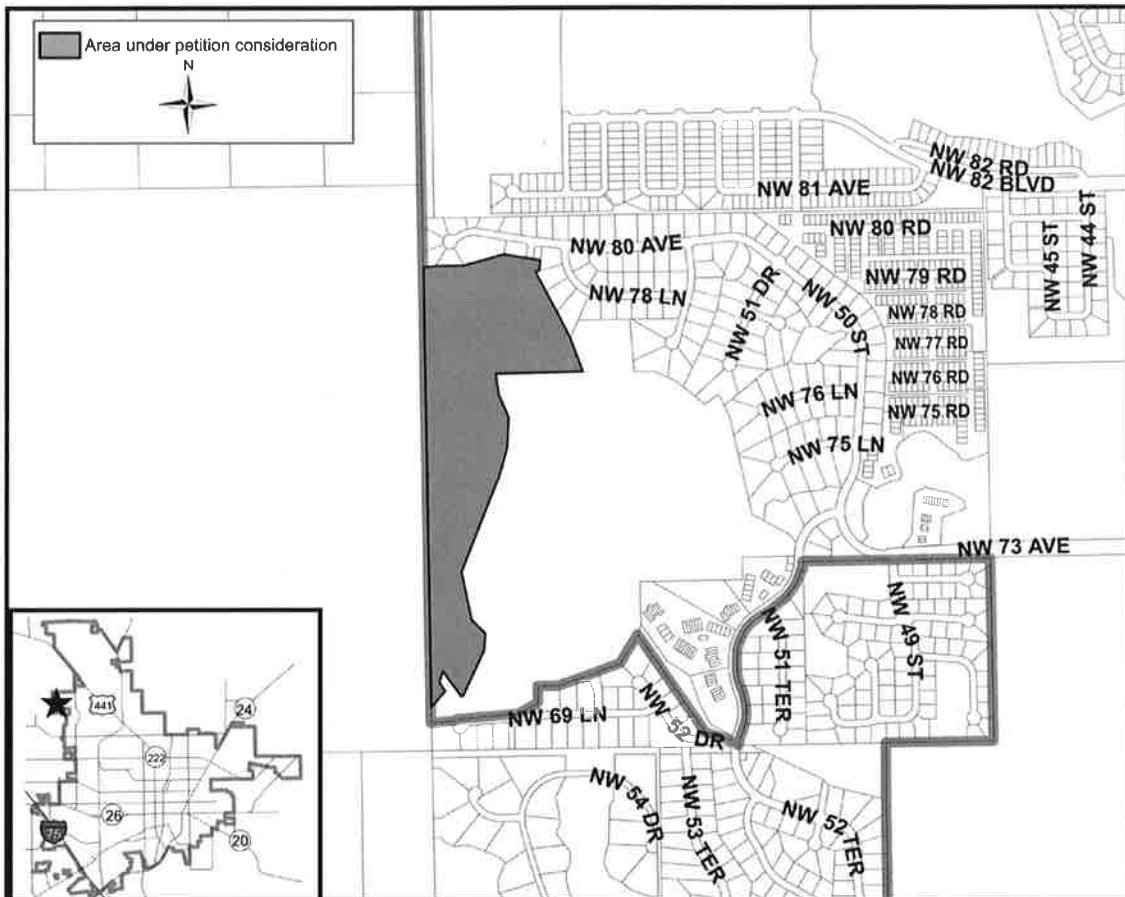 Area under petition consideration
N
NW 82 RD
NW 82 BLVD
NW 81 AVE
NW 80 RD
NW 45 ST
NW 44 ST
NW 80 AVE
NW 79 RD
NW 78 LN
NW 51 DR
NW 50 ST
NW 78 RD
NW 77 RD
NW 76 RD
NW 76 LN
NW 75 RD
NW 75 LN
NW 73 AVE
NW 49 ST
NW 51 TER
NW 69 LN
NW 52 DR
NW 54 DR
NW 53 TER
NW 52 TER
441
24
222
26
75
20